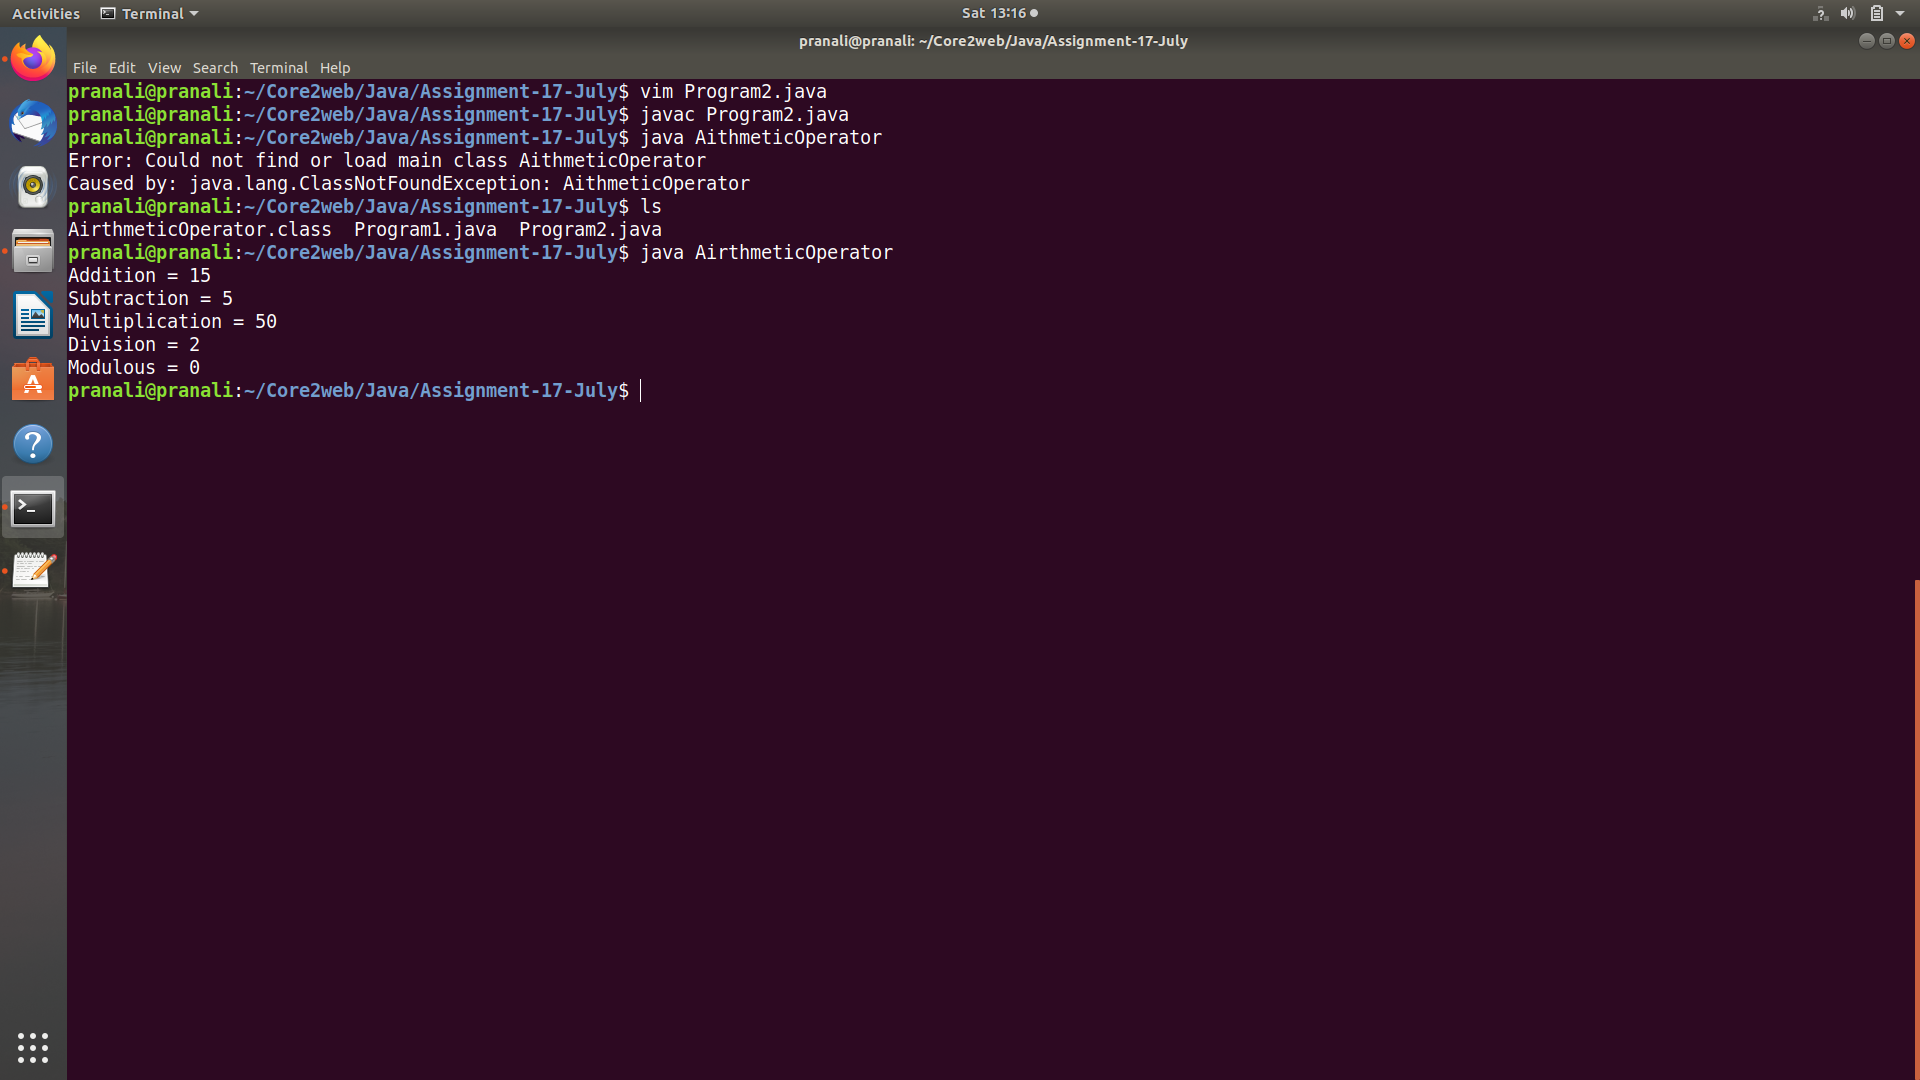 Activities Terminal Sat 13:16
pranali@pranali: ~/Core2web/Java/Assignment-17-July
File Edit View Search Terminal Help
pranali@pranali:~/Core2web/Java/Assignment-17-July$ vim Program2.java
pranali@pranali:~/Core2web/Java/Assignment-17-July$ javac Program2.java
pranali@pranali:~/Core2web/Java/Assignment-17-July$ java AithmeticOperator
Error: Could not find or load main class AithmeticOperator
Caused by: java.lang.ClassNotFoundException: AithmeticOperator
pranali@pranali:~/Core2web/Java/Assignment-17-July$ ls
AirthmeticOperator.class  Program1.java  Program2.java
pranali@pranali:~/Core2web/Java/Assignment-17-July$ java AirthmeticOperator
Addition = 15
Subtraction = 5
Multiplication = 50
Division = 2
Modulous = 0
pranali@pranali:~/Core2web/Java/Assignment-17-July$